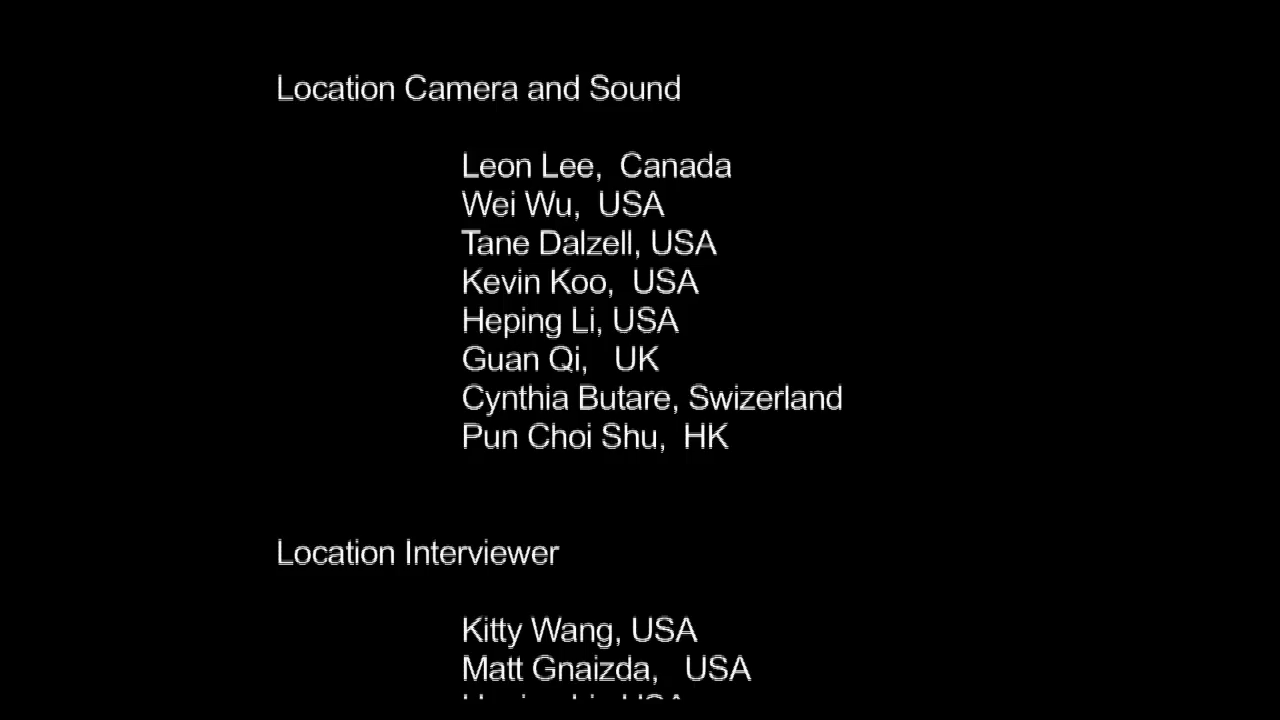 Location Camera and Sound
Leon Lee,  Canada
Wei Wu,  USA
Tane Dalzell, USA
Kevin Koo,  USA
Heping Li, USA
Guan Qi,   UK
Cynthia Butare, Swizerland
Pun Choi Shu,  HK
Location Interviewer
Kitty Wang, USA
Matt Gnaizda,   USA